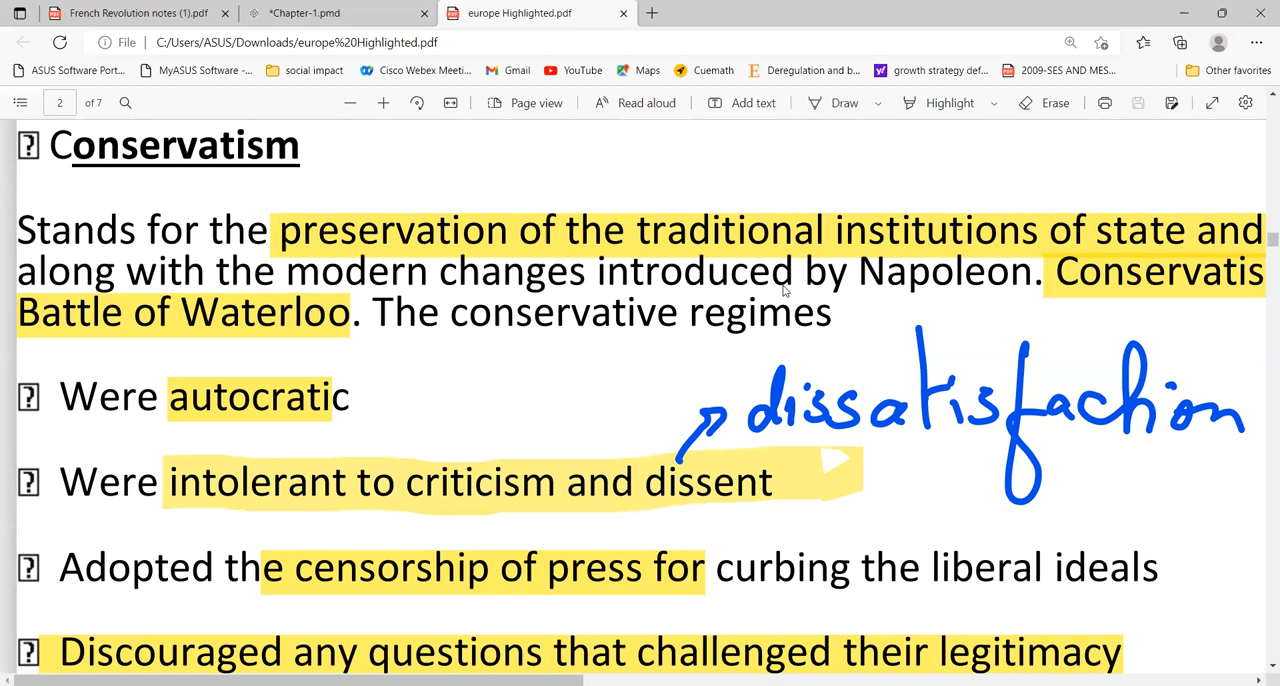 French Revolution notes (1).pdf
*Chapter-1.pmd
europe Highlighted.pdf
File C:/Users/ASUS/Downloads/europe%20Highlighted.pdf
ASUS Software Port...
MyASUS Software -...
social impact
Cisco Webex Meeti...
Gmail
YouTube
Maps
Cuemath
Deregulation and b...
growth strategy def...
2009-SES AND MES...
Other favorites
2 of 7
Page view
Read aloud
Add text
Draw
Highlight
Erase
Conservatism
Stands for the preservation of the traditional institutions of state and
along with the modern changes introduced by Napoleon. Conservatis
Battle of Waterloo. The conservative regimes
Were autocratic
dissatisfaction
Were intolerant to criticism and dissent
Adopted the censorship of press for curbing the liberal ideals
Discouraged any questions that challenged their legitimacy